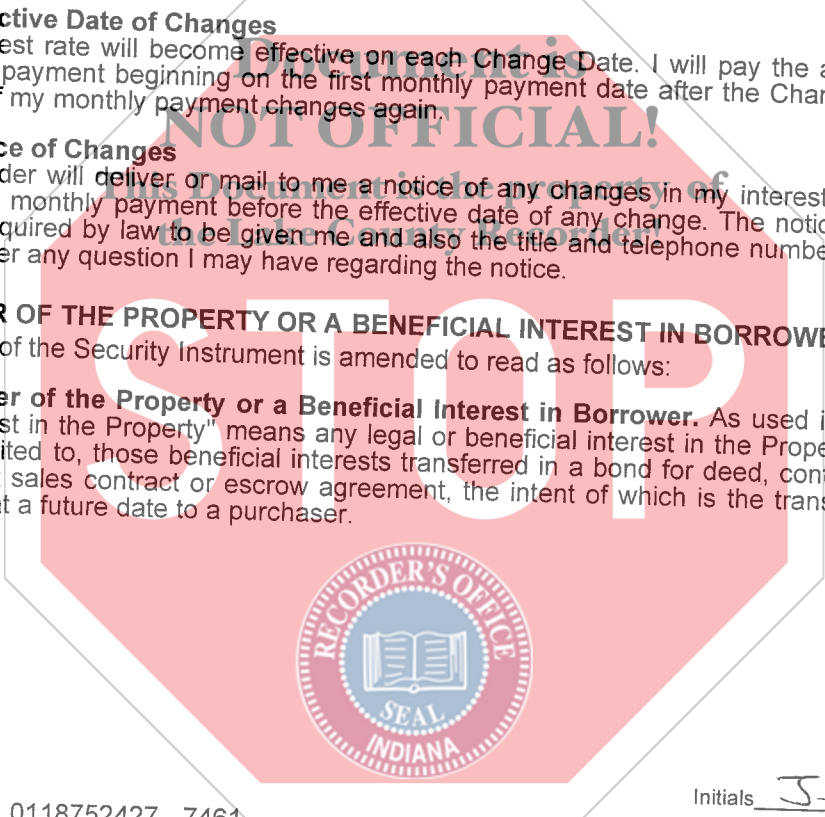 ctive Date of Changes
est rate will become effective on each Change Date. I will pay the a
payment beginning on the first monthly payment date after the Chan
my monthly payment changes again.
Document is
NOT OFFICIAL!
This Document is the property of
the Lake County Recorder!
ce of Changes
der will deliver or mail to me a notice of any changes in my interest
monthly payment before the effective date of any change. The notic
quired by law to be given me and also the title and telephone numbe
er any question I may have regarding the notice.
R OF THE PROPERTY OR A BENEFICIAL INTEREST IN BORROWE
of the Security Instrument is amended to read as follows:
STOP
er of the Property or a Beneficial Interest in Borrower. As used i
st in the Property" means any legal or beneficial interest in the Prope
ited to, those beneficial interests transferred in a bond for deed, cont
sales contract or escrow agreement, the intent of which is the trans
t a future date to a purchaser.
RECORDER'S OFFICE
SEAL
INDIANA
Initials J-
0118752427 7461